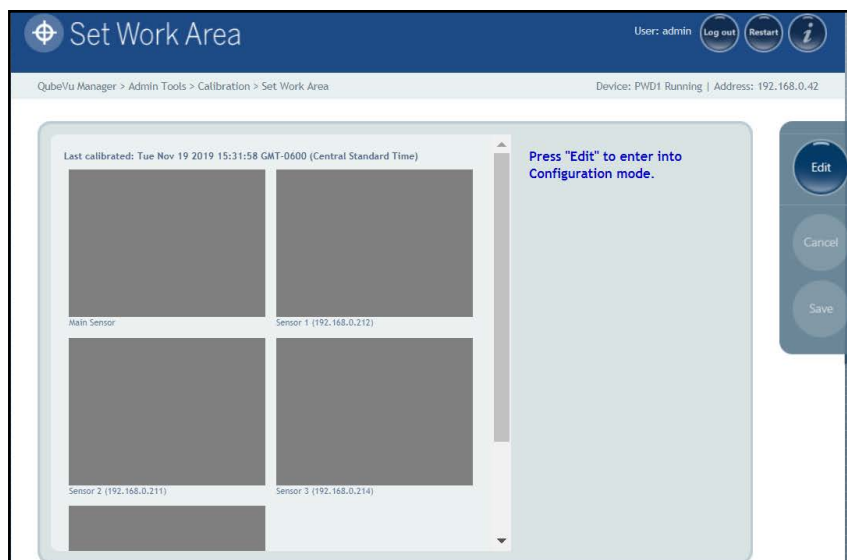 Set Work Area
User: admin
Log out
Restart
i
QubeVu Manager > Admin Tools > Calibration > Set Work Area
Device: PWD1 Running | Address: 192.168.0.42
Last calibrated: Tue Nov 19 2019 15:31:58 GMT-0600 (Central Standard Time)
Main Sensor
Sensor 1 (192.168.0.212)
Sensor 2 (192.168.0.211)
Sensor 3 (192.168.0.214)
Press "Edit" to enter into
Configuration mode.
Edit
Cancel
Save